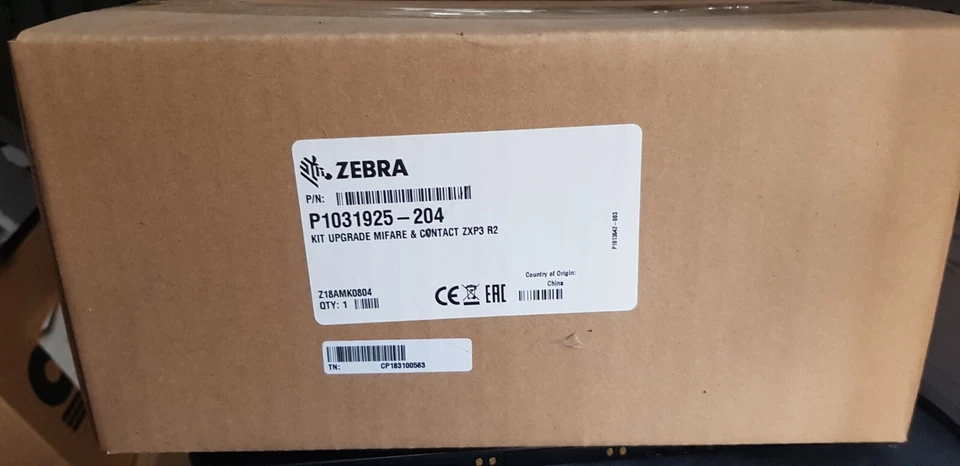 ZEBRA
P/N:
P1031925-204
KIT UPGRADE MIFARE & CONTACT ZXP3 R2
Z18AMK0804
QTY: 1
CE
EAC
Country of Origin:
China
TN: CP183100563